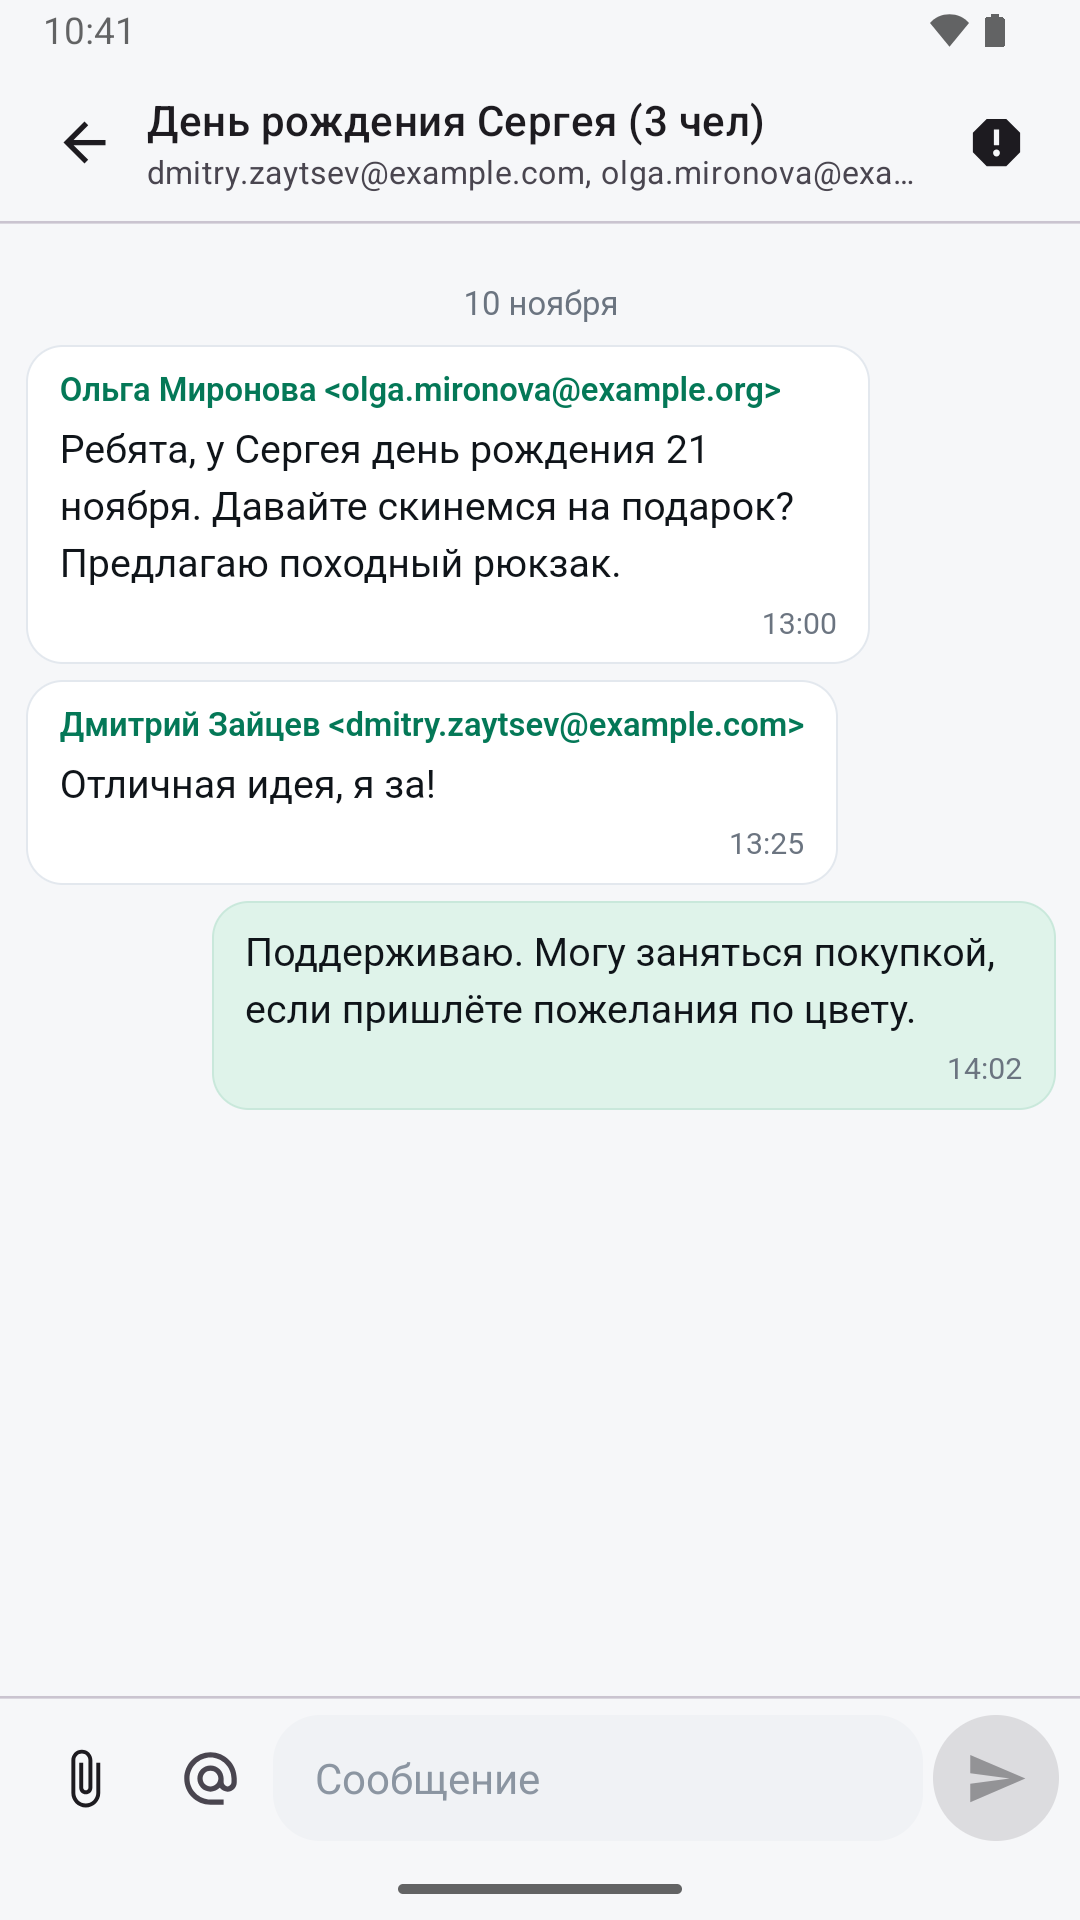 10:41
День рождения Сергея (3 чел)
dmitry.zaytsev@example.com, olga.mironova@exa...
10 ноября
Ольга Миронова <olga.mironova@example.org>
Ребята, у Сергея день рождения 21
ноября. Давайте скинемся на подарок?
Предлагаю походный рюкзак.
13:00
Дмитрий Зайцев <dmitry.zaytsev@example.com>
Отличная идея, я за!
13:25
Поддерживаю. Могу заняться покупкой,
если пришлёте пожелания по цвету.
14:02
Сообщение